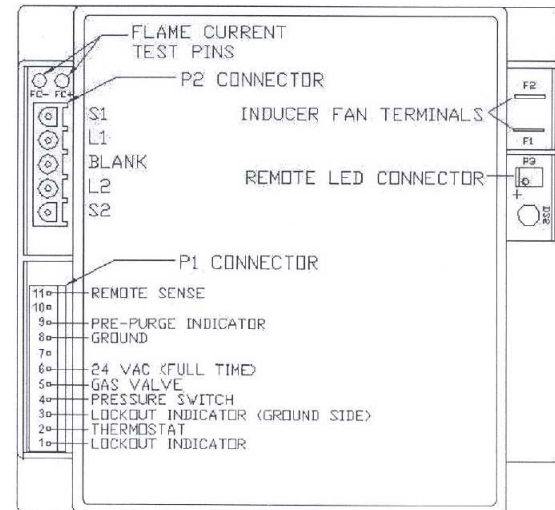 FLAME CURRENT
TEST PINS
FC- FC+
P2 CONNECTOR
S1
L1
BLANK
L2
S2
F2
INDUCER FAN TERMINALS
F1
P3
REMOTE LED CONNECTOR
+
DS2
P1 CONNECTOR
11 REMOTE SENSE
10
9 PRE-PURGE INDICATOR
8 GROUND
7
6 24 VAC (FULL TIME)
5 GAS VALVE
4 PRESSURE SWITCH
3 LOCKOUT INDICATOR (GROUND SIDE)
2 THERMOSTAT
1 LOCKOUT INDICATOR